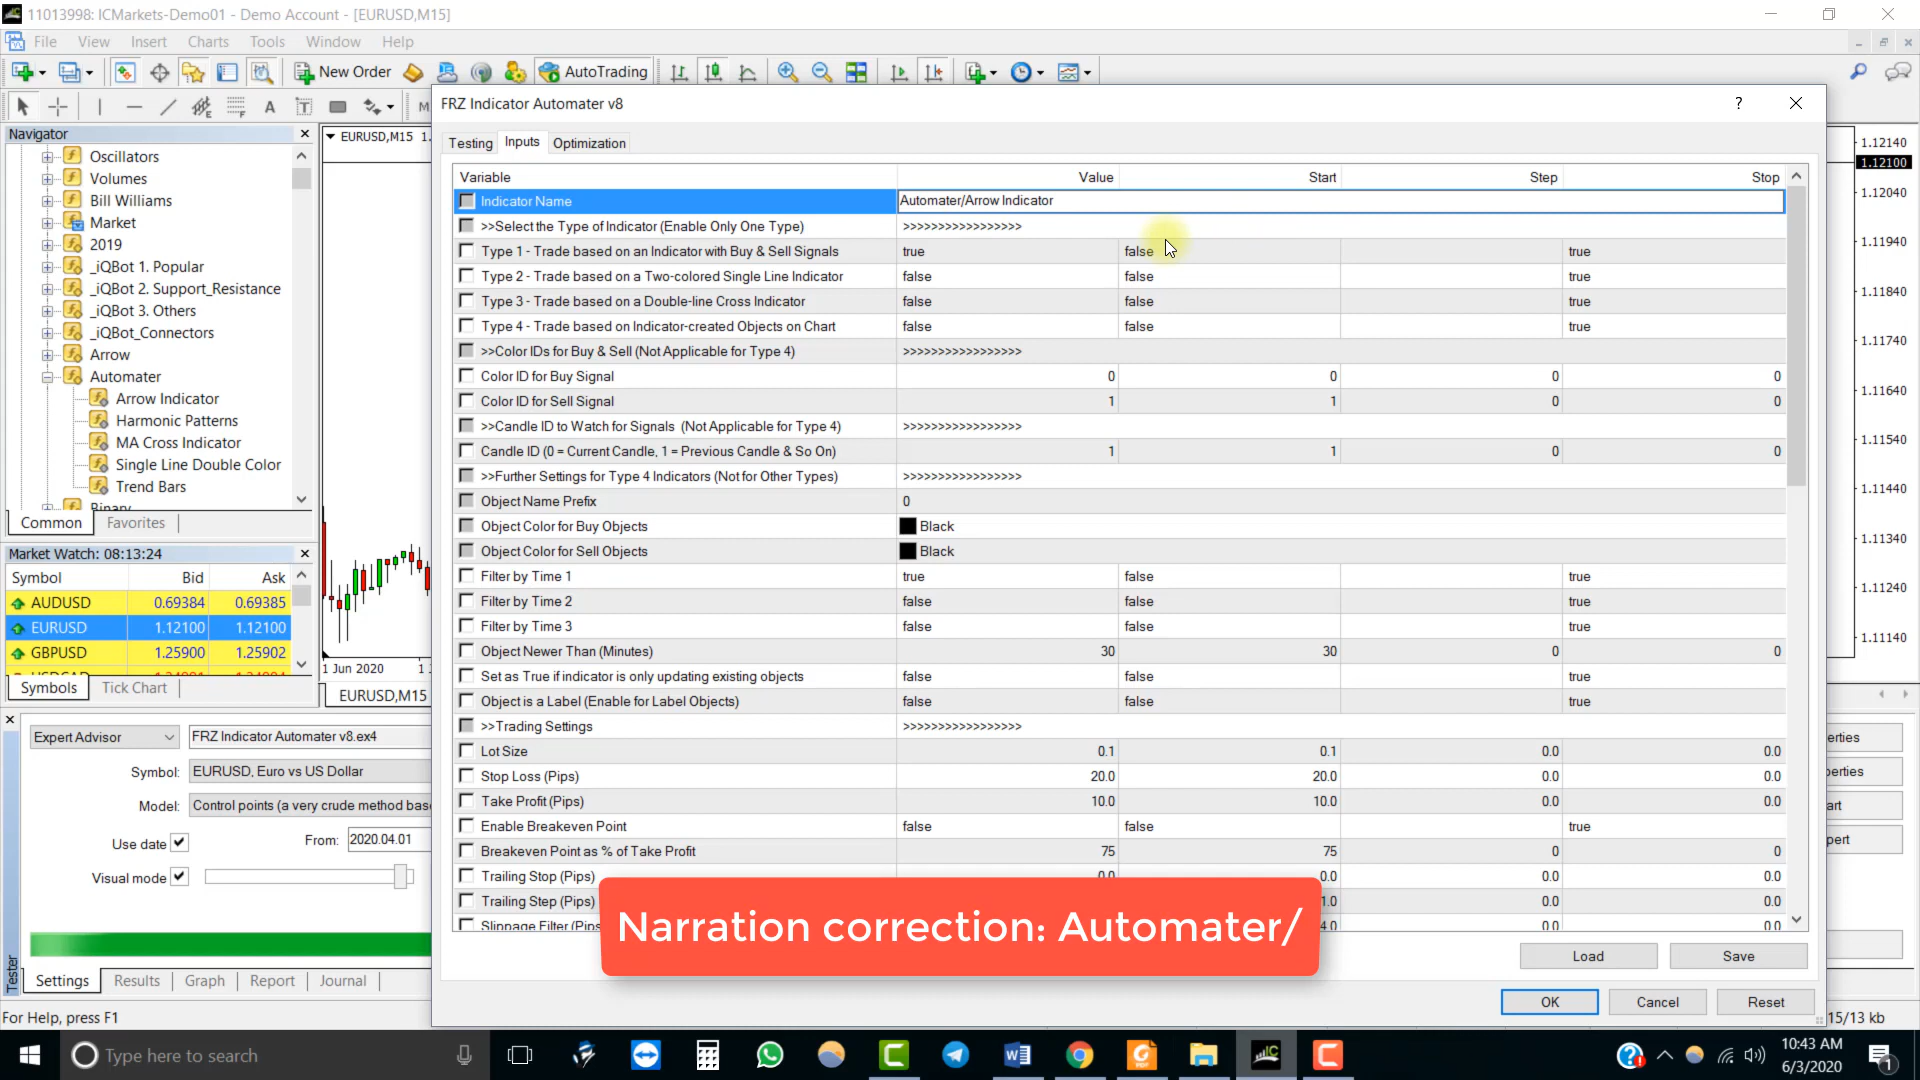 11013998: ICMarkets-Demo01 - Demo Account - [EURUSD,M15]
File View Insert Charts Tools Window Help
New Order AutoTrading
FRZ Indicator Automater v8
Navigator
Oscillators
Volumes
Bill Williams
Market
2019
_iQBot 1. Popular
_iQBot 2. Support_Resistance
_iQBot 3. Others
_iQBot_Connectors
Arrow
Automater
Arrow Indicator
Harmonic Patterns
MA Cross Indicator
Single Line Double Color
Trend Bars
Binary
Common Favorites
Market Watch: 08:13:24
Symbol Bid Ask
AUDUSD 0.69384 0.69385
EURUSD 1.12100 1.12100
GBPUSD 1.25900 1.25902
Symbols Tick Chart
EURUSD,M15 1.
1 Jun 2020
EURUSD,M15
1.12140
1.12100
1.12040
1.11940
1.11840
1.11740
1.11640
1.11540
1.11440
1.11340
1.11240
1.11140
Testing Inputs Optimization
Variable Value Start Step Stop
Indicator Name Automater/Arrow Indicator
>>Select the Type of Indicator (Enable Only One Type) >>>>>>>>>>>>>>>>>
Type 1 - Trade based on an Indicator with Buy & Sell Signals true false true
Type 2 - Trade based on a Two-colored Single Line Indicator false false true
Type 3 - Trade based on a Double-line Cross Indicator false false true
Type 4 - Trade based on Indicator-created Objects on Chart false false true
>>Color IDs for Buy & Sell (Not Applicable for Type 4) >>>>>>>>>>>>>>>>>
Color ID for Buy Signal 0 0 0 0
Color ID for Sell Signal 1 1 0 0
>>Candle ID to Watch for Signals (Not Applicable for Type 4) >>>>>>>>>>>>>>>>>
Candle ID (0 = Current Candle, 1 = Previous Candle & So On) 1 1 0 0
>>Further Settings for Type 4 Indicators (Not for Other Types) >>>>>>>>>>>>>>>>>
Object Name Prefix 0
Object Color for Buy Objects Black
Object Color for Sell Objects Black
Filter by Time 1 true false true
Filter by Time 2 false false true
Filter by Time 3 false false true
Object Newer Than (Minutes) 30 30 0 0
Set as True if indicator is only updating existing objects false false true
Object is a Label (Enable for Label Objects) false false true
>>Trading Settings >>>>>>>>>>>>>>>>>
Lot Size 0.1 0.1 0.0 0.0
Stop Loss (Pips) 20.0 20.0 0.0 0.0
Take Profit (Pips) 10.0 10.0 0.0 0.0
Enable Breakeven Point false false true
Breakeven Point as % of Take Profit 75 75 0 0
Trailing Stop (Pips) 0.0 0.0 0.0 0.0
Trailing Step (Pips) 1.0 0.0 0.0
Slippage Filter (Pips 0.0 0.0
Narration correction: Automater/
Load Save
OK Cancel Reset
Expert Advisor FRZ Indicator Automater v8.ex4
Symbol: EURUSD, Euro vs US Dollar
Model: Control points (a very crude method base
Use date From: 2020.04.01
Visual mode
erties
perties
art
pert
Tester
Settings Results Graph Report Journal
For Help, press F1
15/13 kb
Type here to search
10:43 AM
6/3/2020
1